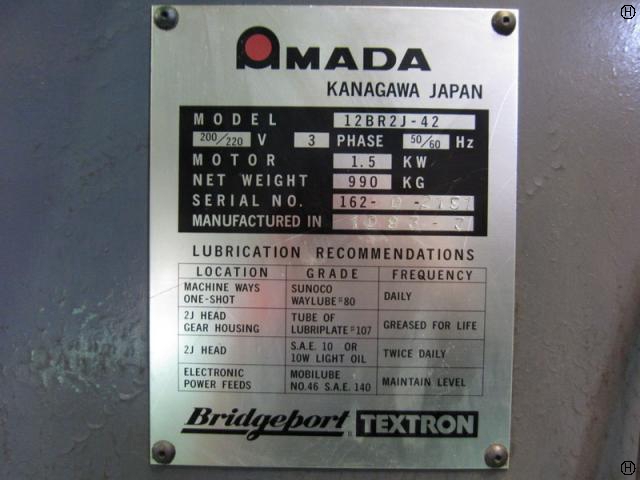 AMADA
KANAGAWA JAPAN
MODEL 12BR2J-42
200/220 V 3 PHASE 50/60 Hz
MOTOR 1.5 KW
NET WEIGHT 990 KG
SERIAL NO. 162-
MANUFACTURED IN
LUBRICATION RECOMMENDATIONS
LOCATION GRADE FREQUENCY
MACHINE WAYS SUNOCO
ONE-SHOT WAYLUBE #80 DAILY
2J HEAD TUBE OF
GEAR HOUSING LUBRIPLATE #107 GREASED FOR LIFE
2J HEAD S.A.E. 10 OR
10W LIGHT OIL TWICE DAILY
ELECTRONIC MOBILUBE
POWER FEEDS NO.46 S.A.E. 140 MAINTAIN LEVEL
Bridgeport TEXTRON